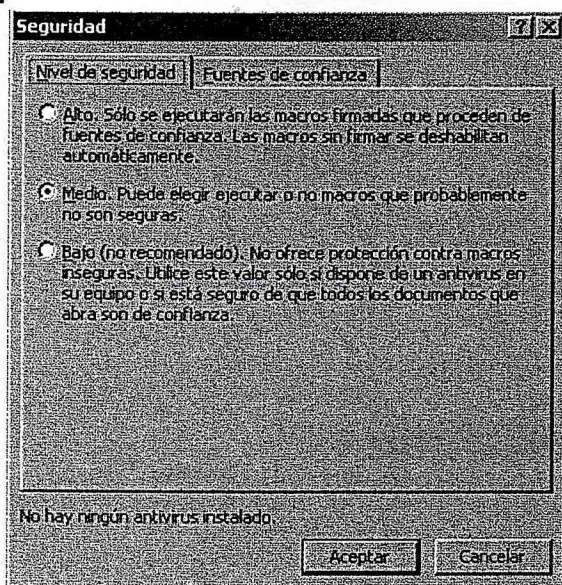 Seguridad
Nivel de seguridad
Fuentes de confianza
Alto. Sólo se ejecutarán las macros firmadas que proceden de
fuentes de confianza. Las macros sin firmar se deshabilitan
automáticamente.
Medio. Puede elegir ejecutar o no macros que probablemente
no son seguras.
Bajo (no recomendado). No ofrece protección contra macros
inseguras. Utilice este valor sólo si dispone de un antivirus en
su equipo o si está seguro de que todos los documentos que
abra son de confianza.
No hay ningún antivirus instalado.
Aceptar
Cancelar